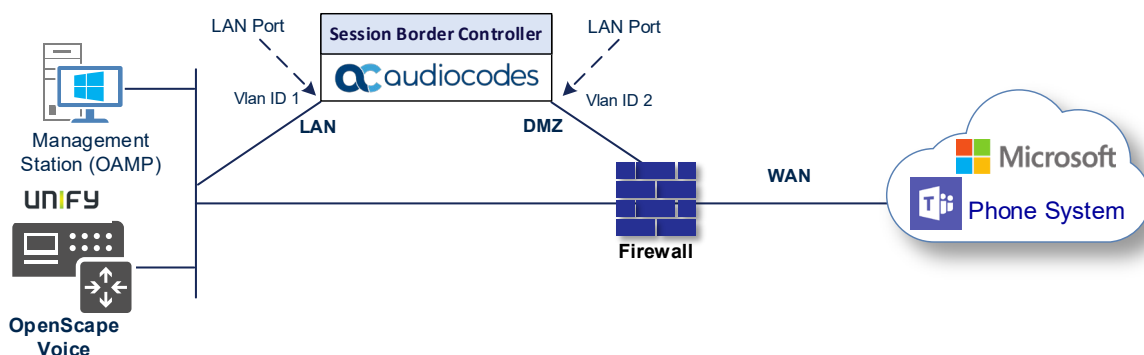 LAN Port
Session Border Controller
LAN Port
audiocodes
Vlan ID 1
Vlan ID 2
LAN
DMZ
Management
Station (OAMP)
UNIFY
WAN
Microsoft
Phone System
Firewall
OpenScape
Voice